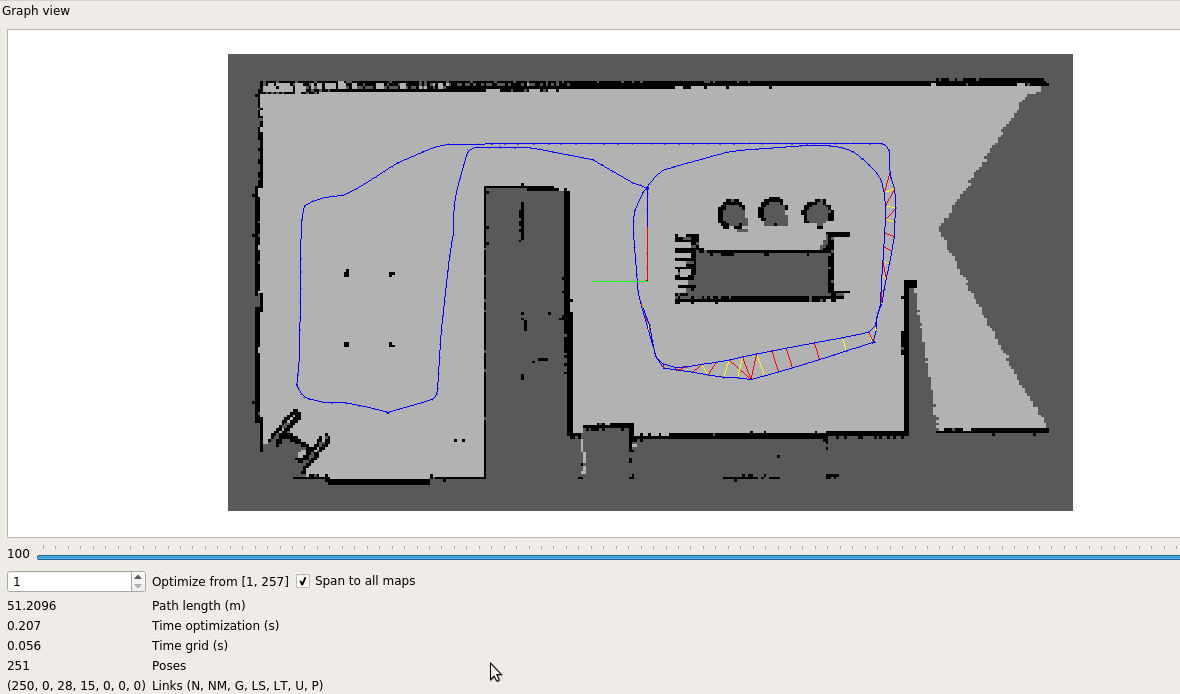 Graph view
100
1 Optimize from [1, 257] Span to all maps
51.2096 Path length (m)
0.207 Time optimization (s)
0.056 Time grid (s)
251 Poses
(250, 0, 28, 15, 0, 0, 0) Links (N, NM, G, LS, LT, U, P)